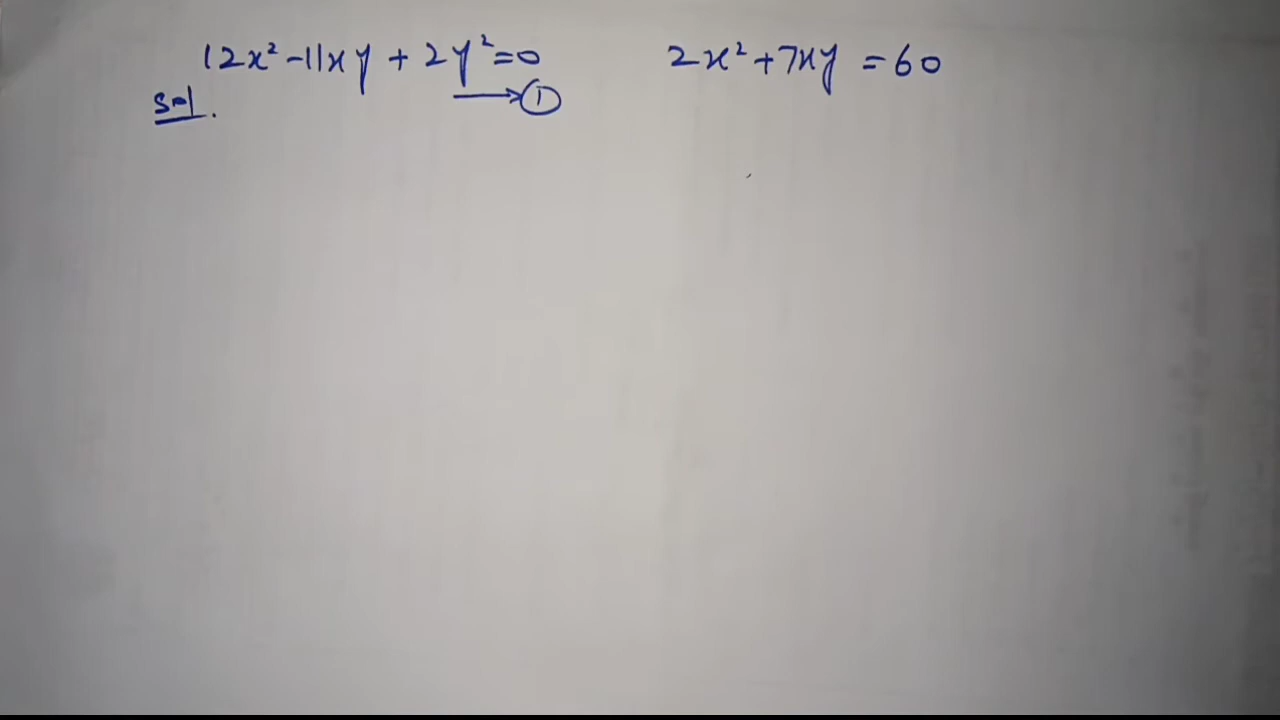 12x² -11xy + 2y² = 0 2x² + 7xy = 60
Sol. → ①